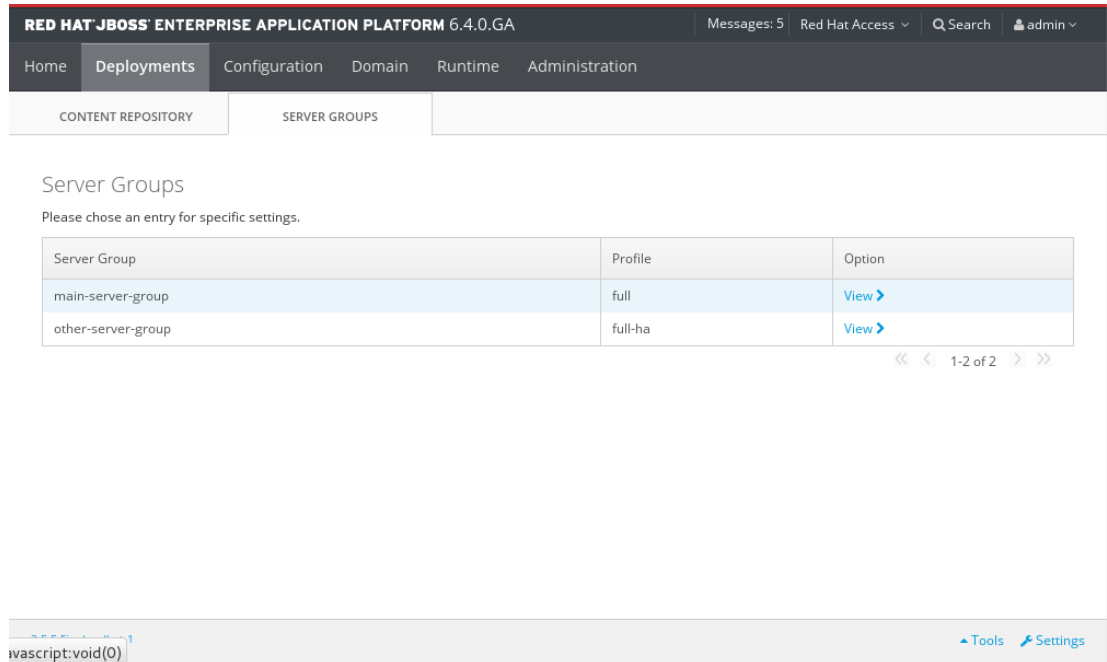 RED HAT JBOSS ENTERPRISE APPLICATION PLATFORM 6.4.0.GA Messages: 5 Red Hat Access Search admin
Home Deployments Configuration Domain Runtime Administration
CONTENT REPOSITORY SERVER GROUPS
Server Groups
Please chose an entry for specific settings.
Server Group Profile Option
main-server-group full View
other-server-group full-ha View
1-2 of 2
Tools Settings
avascript:void(0)